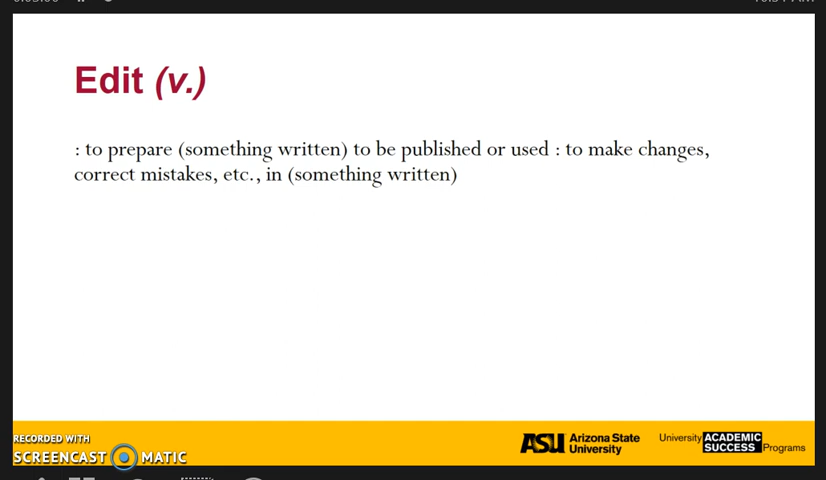 Edit (v.)
: to prepare (something written) to be published or used : to make changes,
correct mistakes, etc., in (something written)
RECORDED WITH
SCREENCAST MATIC
ASU Arizona State University
University ACADEMIC SUCCESS Programs